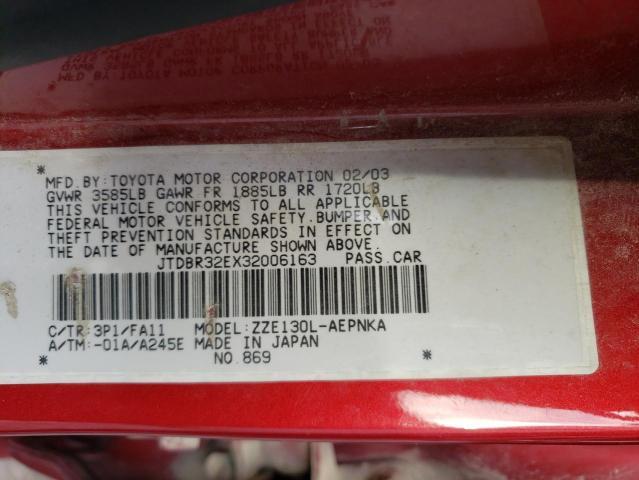 MFD.BY:TOYOTA MOTOR CORPORATION 02/03
GVWR 3585LB GAWR FR 1885LB RR 1720LB
THIS VEHICLE CONFORMS TO ALL APPLICABLE
FEDERAL MOTOR VEHICLE SAFETY.BUMPER.AND
THEFT PREVENTION STANDARDS IN EFFECT ON
THE DATE OF MANUFACTURE SHOWN ABOVE.
JTDBR32EX32006163 PASS.CAR
C/TR:3P1/FA11 MODEL:ZZE130L-AEPNKA
A/TM:-01A/A245E MADE IN JAPAN
NO.869